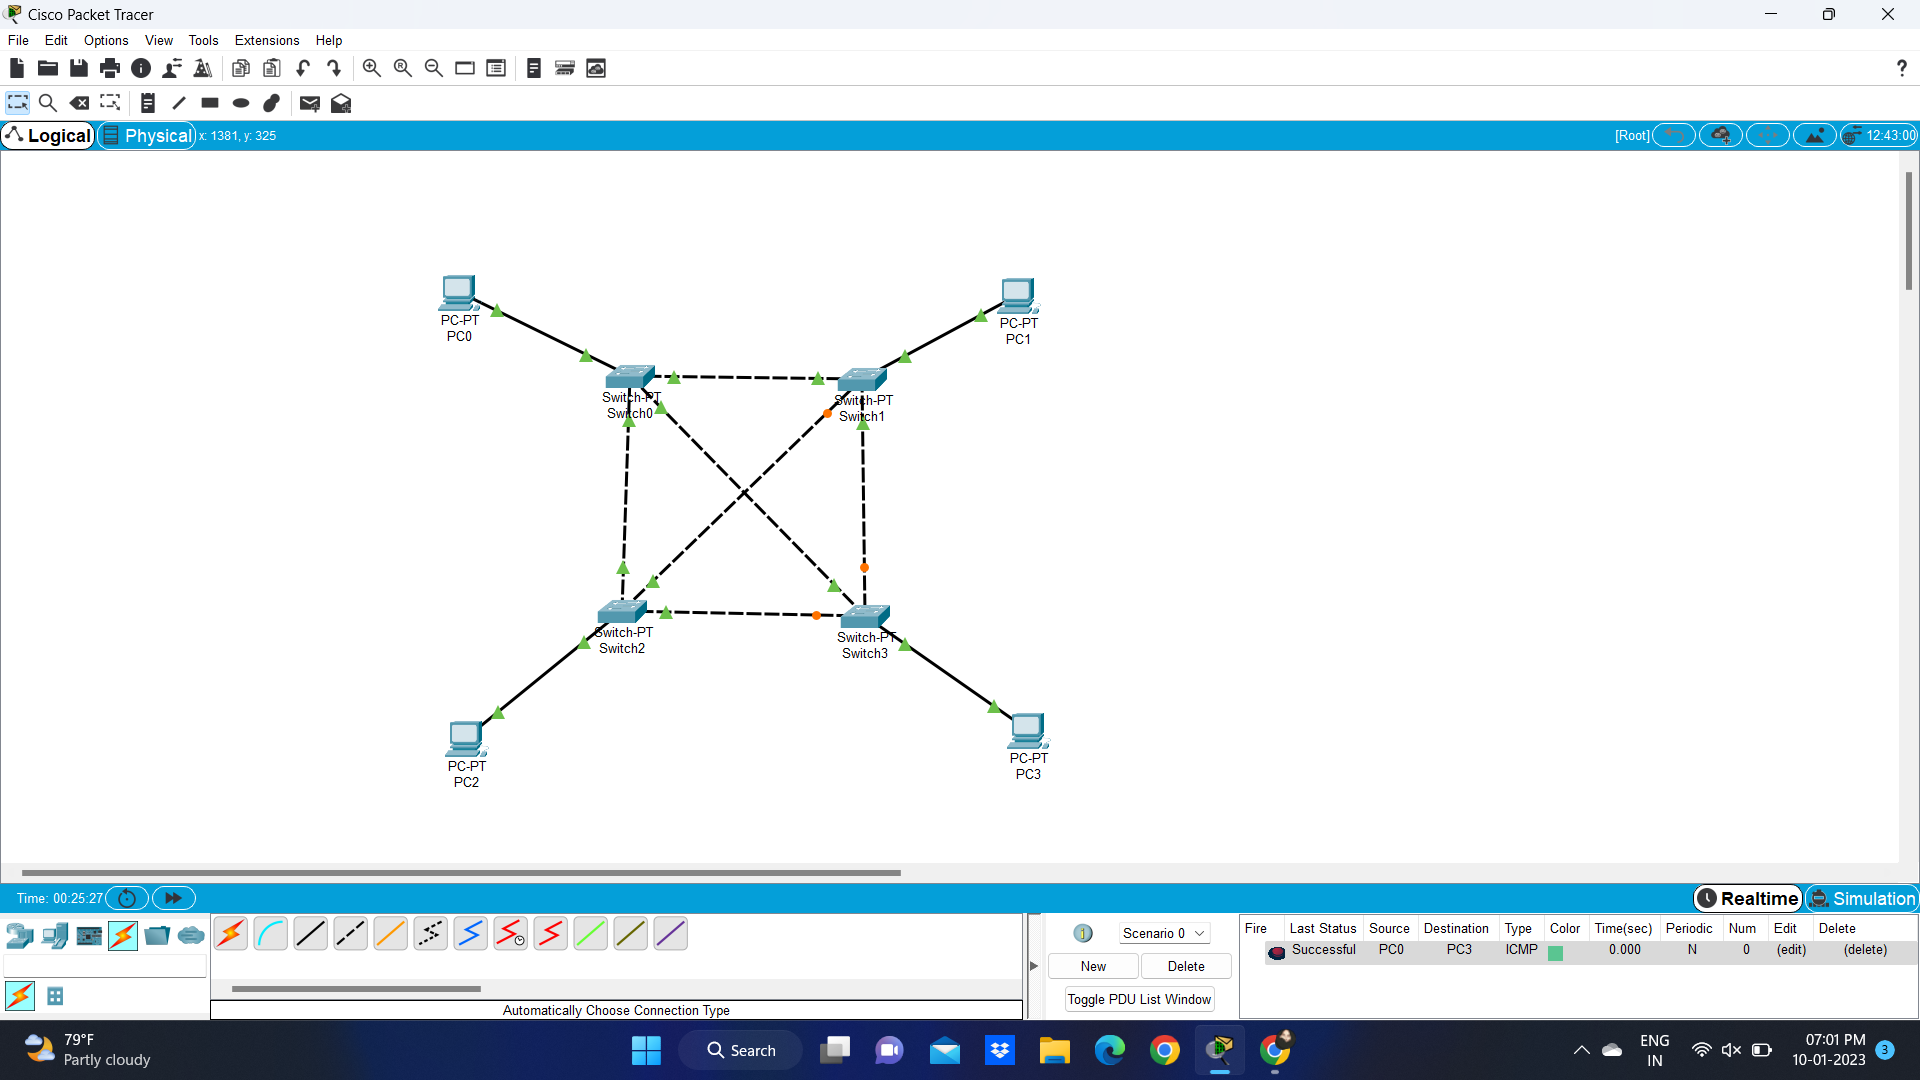 Cisco Packet Tracer
File Edit Options View Tools Extensions Help
?
Logical Physical x: 1381, y: 325 [Root] 12:43:00
PC-PT
PC0
PC-PT
PC1
Switch-PT
Switch0
Switch-PT
Switch1
Switch-PT
Switch2
Switch-PT
Switch3
PC-PT
PC2
PC-PT
PC3
Time: 00:25:27 Realtime Simulation
Scenario 0
New Delete
Toggle PDU List Window
Fire Last Status Source Destination Type Color Time(sec) Periodic Num Edit Delete
Successful PC0 PC3 ICMP 0.000 N 0 (edit) (delete)
Automatically Choose Connection Type
79°F
Partly cloudy
Search
ENG
IN
07:01 PM
10-01-2023
3